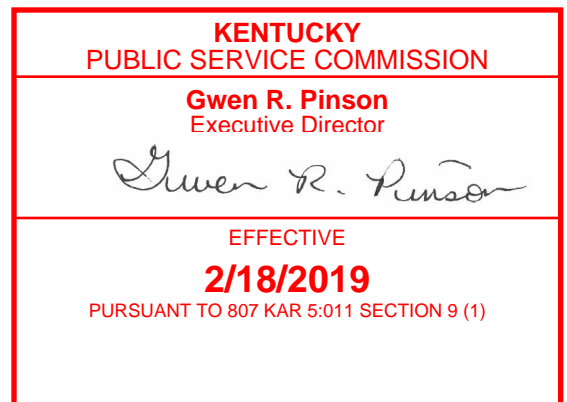 KENTUCKY
PUBLIC SERVICE COMMISSION
Gwen R. Pinson
Executive Director
Gwen R. Pinson
EFFECTIVE
2/18/2019
PURSUANT TO 807 KAR 5:011 SECTION 9 (1)